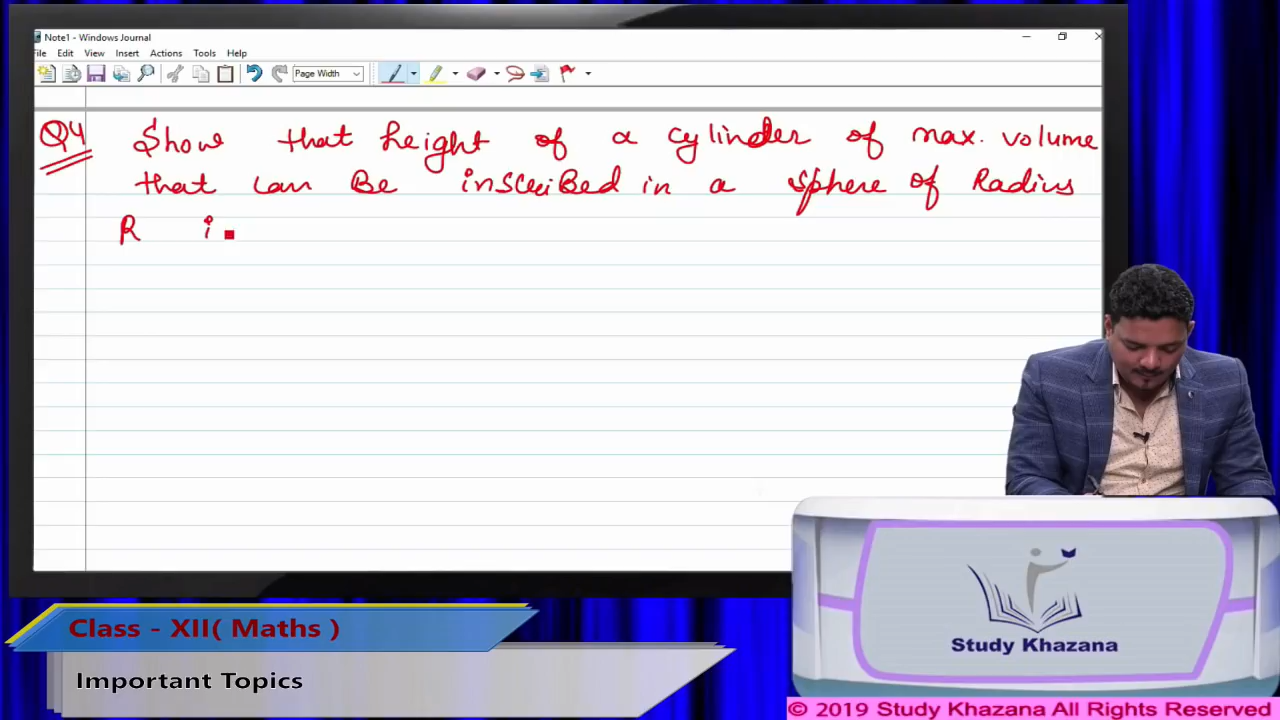 Note1 - Windows Journal
File Edit View Insert Actions Tools Help
Page Width
Q4 Show that height of a cylinder of max. volume
that can Be inscribed in a sphere of Radius
R i
Study Khazana
Class - XII( Maths )
Important Topics
© 2019 Study Khazana All Rights Reserved